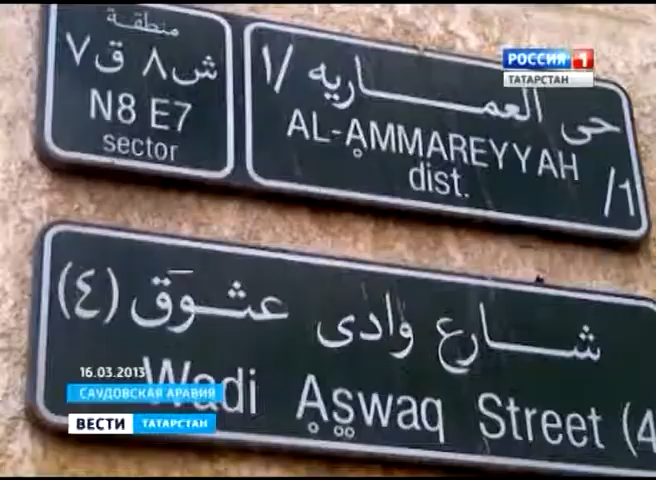 منطقة
ش٨ ق٧
N8 E7
sector
حى العماريه /١
AL-AMMAREYYAH /1
dist.
РОССИЯ 1
ТАТАРСТАН
شارع وادى عشوق (٤)
Wadi Aswaq Street (4
16.03.2013
САУДОВСКАЯ АРАВИЯ
ВЕСТИ ТАТАРСТАН